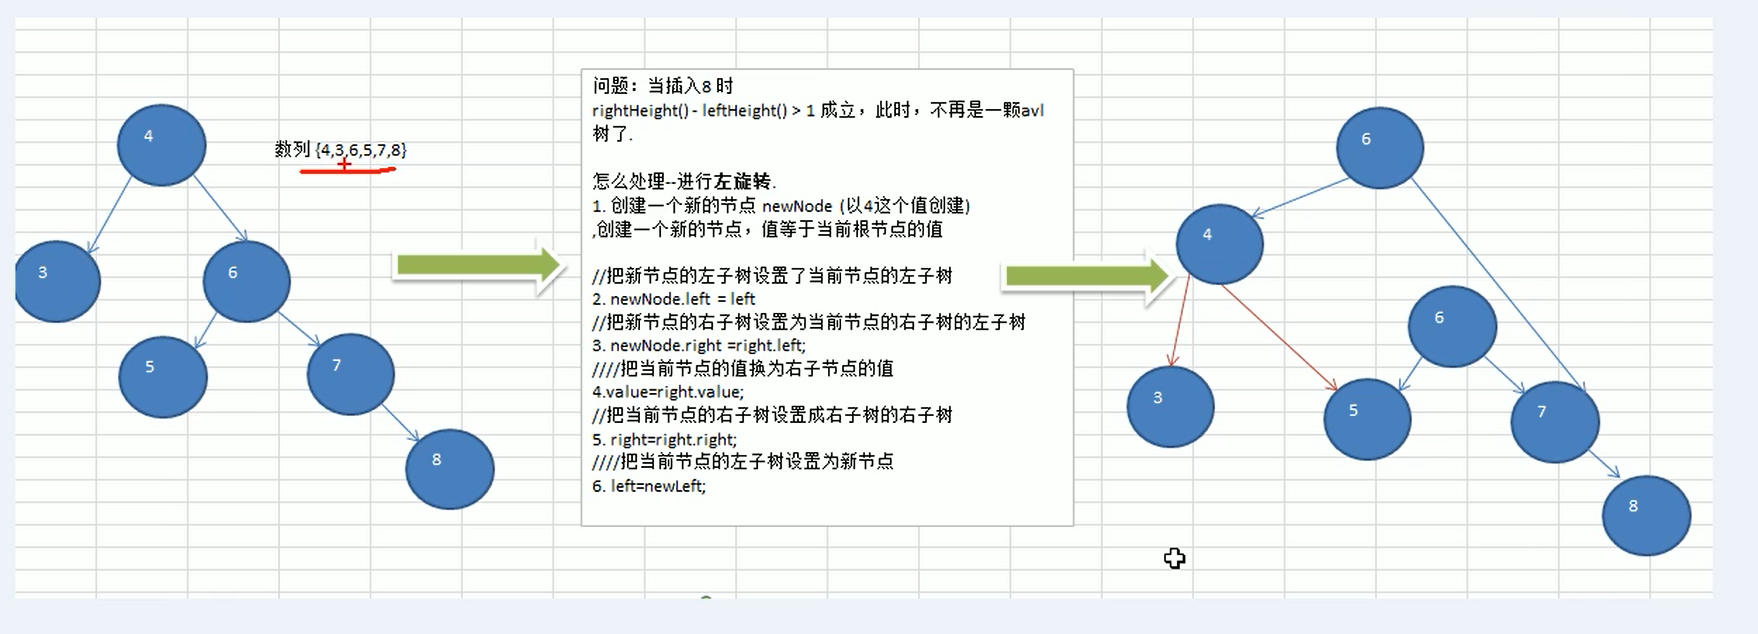 4
数列 {4,3,6,5,7,8}
3
6
5
7
8
问题：当插入8 时
rightHeight() - leftHeight() > 1 成立，此时，不再是一颗avl
树了.
怎么处理--进行左旋转.
1. 创建一个新的节点 newNode (以4这个值创建)
,创建一个新的节点，值等于当前根节点的值
//把新节点的左子树设置了当前节点的左子树
2. newNode.left = left
//把新节点的右子树设置为当前节点的右子树的左子树
3. newNode.right =right.left;
////把当前节点的值换为右子节点的值
4.value=right.value;
//把当前节点的右子树设置成右子树的右子树
5. right=right.right;
////把当前节点的左子树设置为新节点
6. left=newLeft;
6
4
6
3
5
7
8